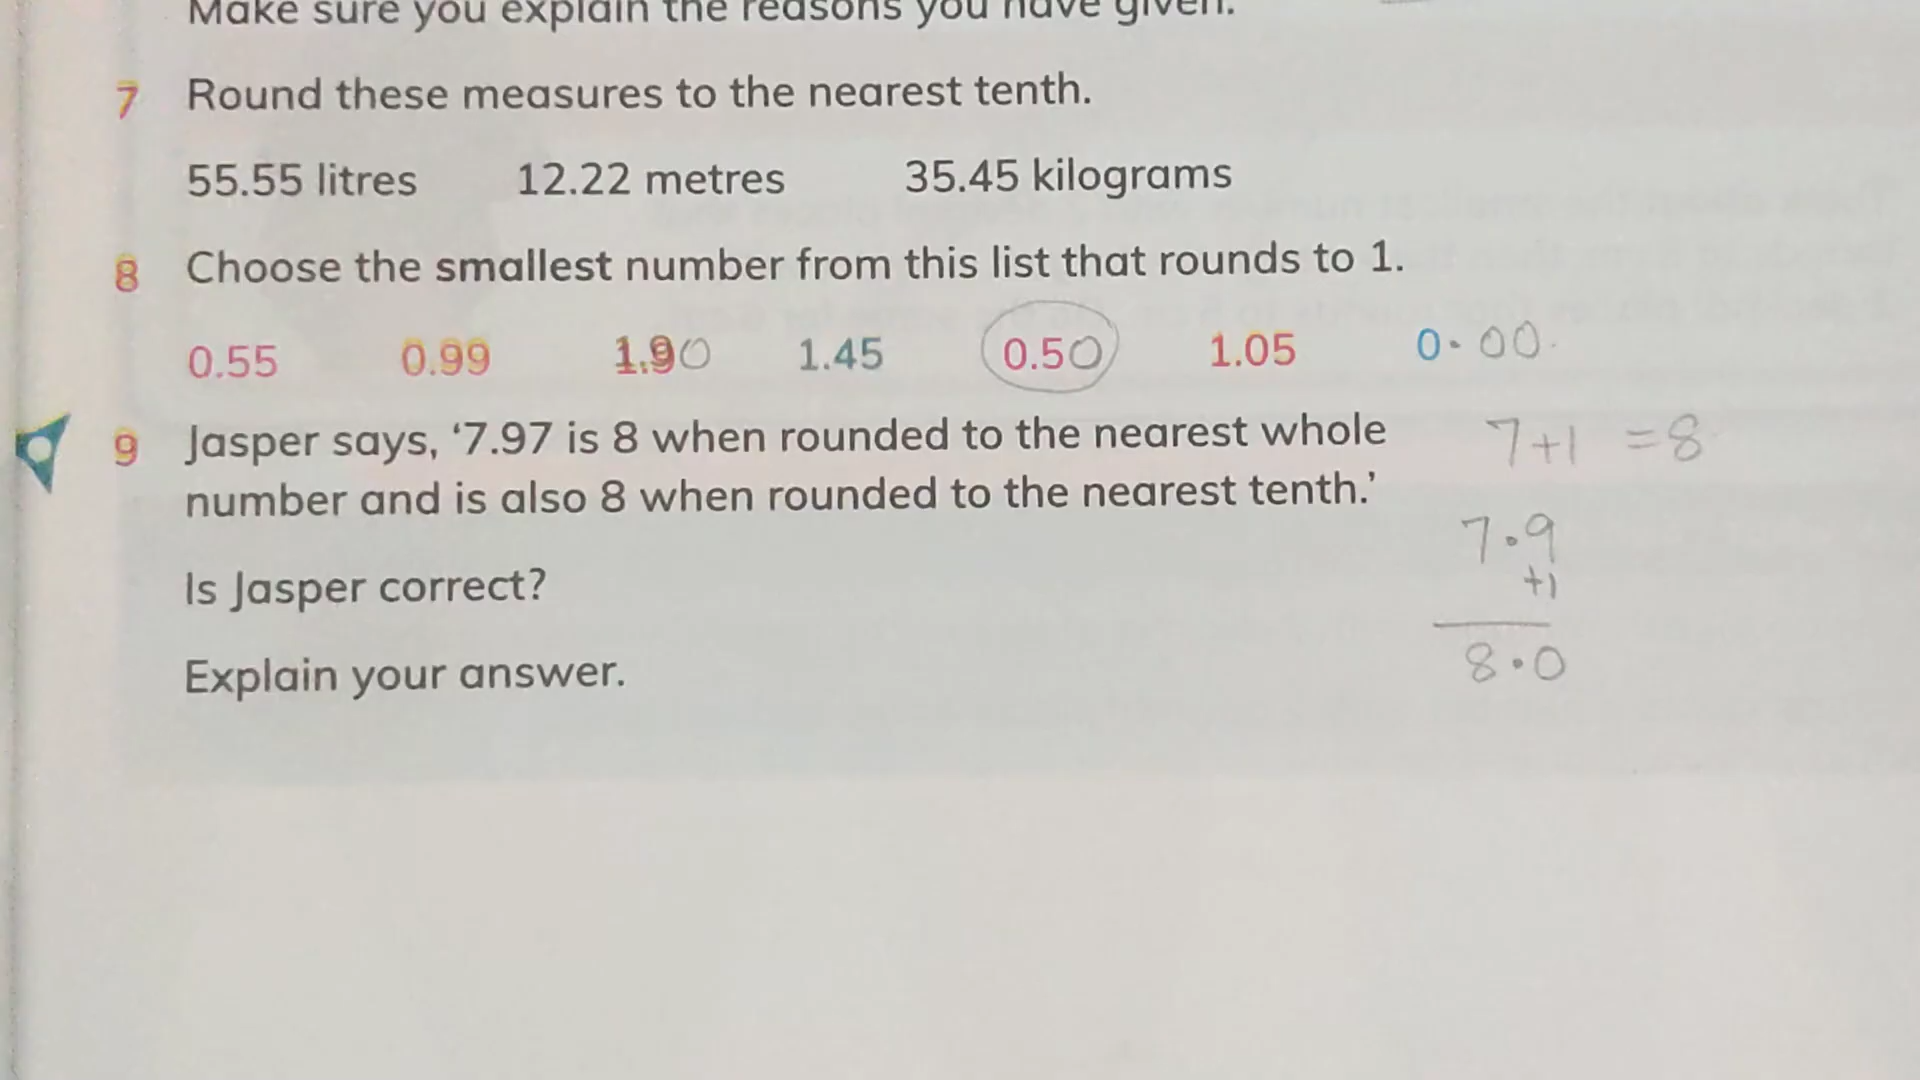 Make sure you explain the reasons you have given.
7 Round these measures to the nearest tenth.
55.55 litres 12.22 metres 35.45 kilograms
8 Choose the smallest number from this list that rounds to 1.
0.55 0.99 1.90 1.45 0.50 1.05 0.00
9 Jasper says, ‘7.97 is 8 when rounded to the nearest whole
number and is also 8 when rounded to the nearest tenth.’
Is Jasper correct?
Explain your answer.
7+1 =8
7.9
+1
8.0